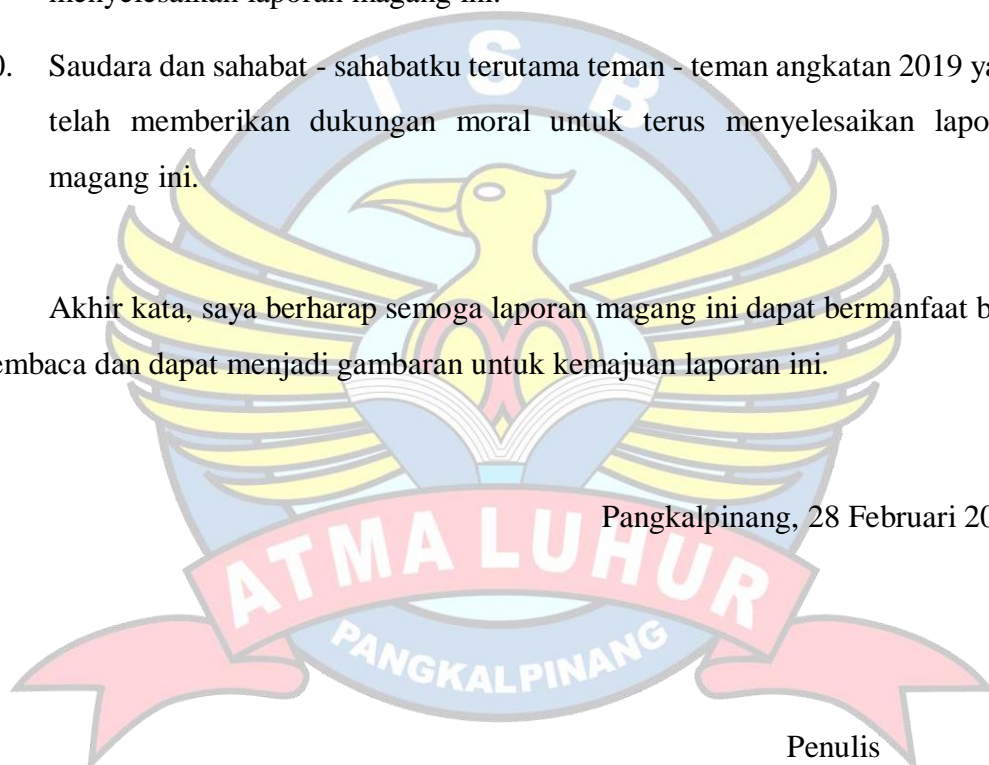 menyelesaikan laporan magang ini.
0. Saudara dan sahabat - sahabatku terutama teman - teman angkatan 2019 ya
telah memberikan dukungan moral untuk terus menyelesaikan lapo
magang ini.
Akhir kata, saya berharap semoga laporan magang ini dapat bermanfaat b
embaca dan dapat menjadi gambaran untuk kemajuan laporan ini.
Pangkalpinang, 28 Februari 20
Penulis
I S B
ATMA LUHUR
PANGKALPINANG